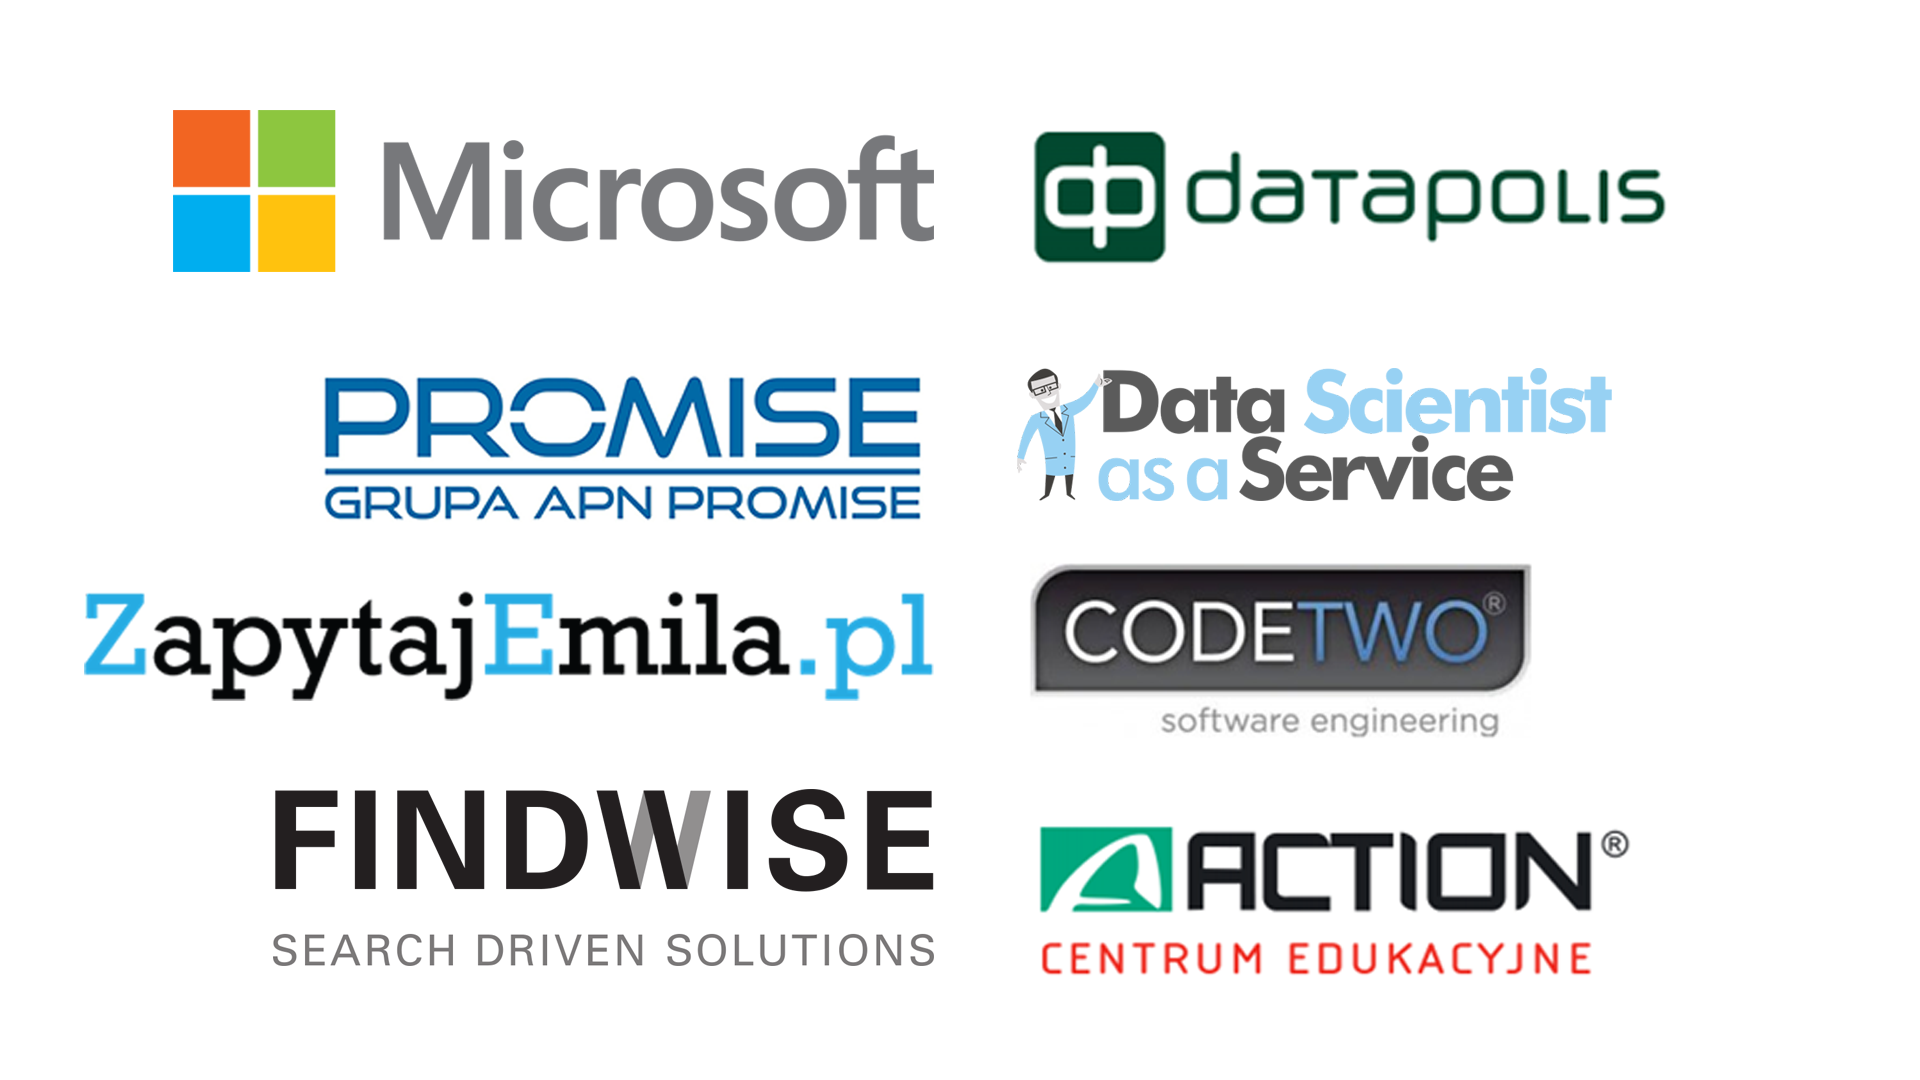 Microsoft
datapolis
PROMISE
GRUPA APN PROMISE
Data Scientist
as a Service
ZapytajEmila.pl
CODETWO®
software engineering
FINDWISE
SEARCH DRIVEN SOLUTIONS
ACTION®
CENTRUM EDUKACYJNE